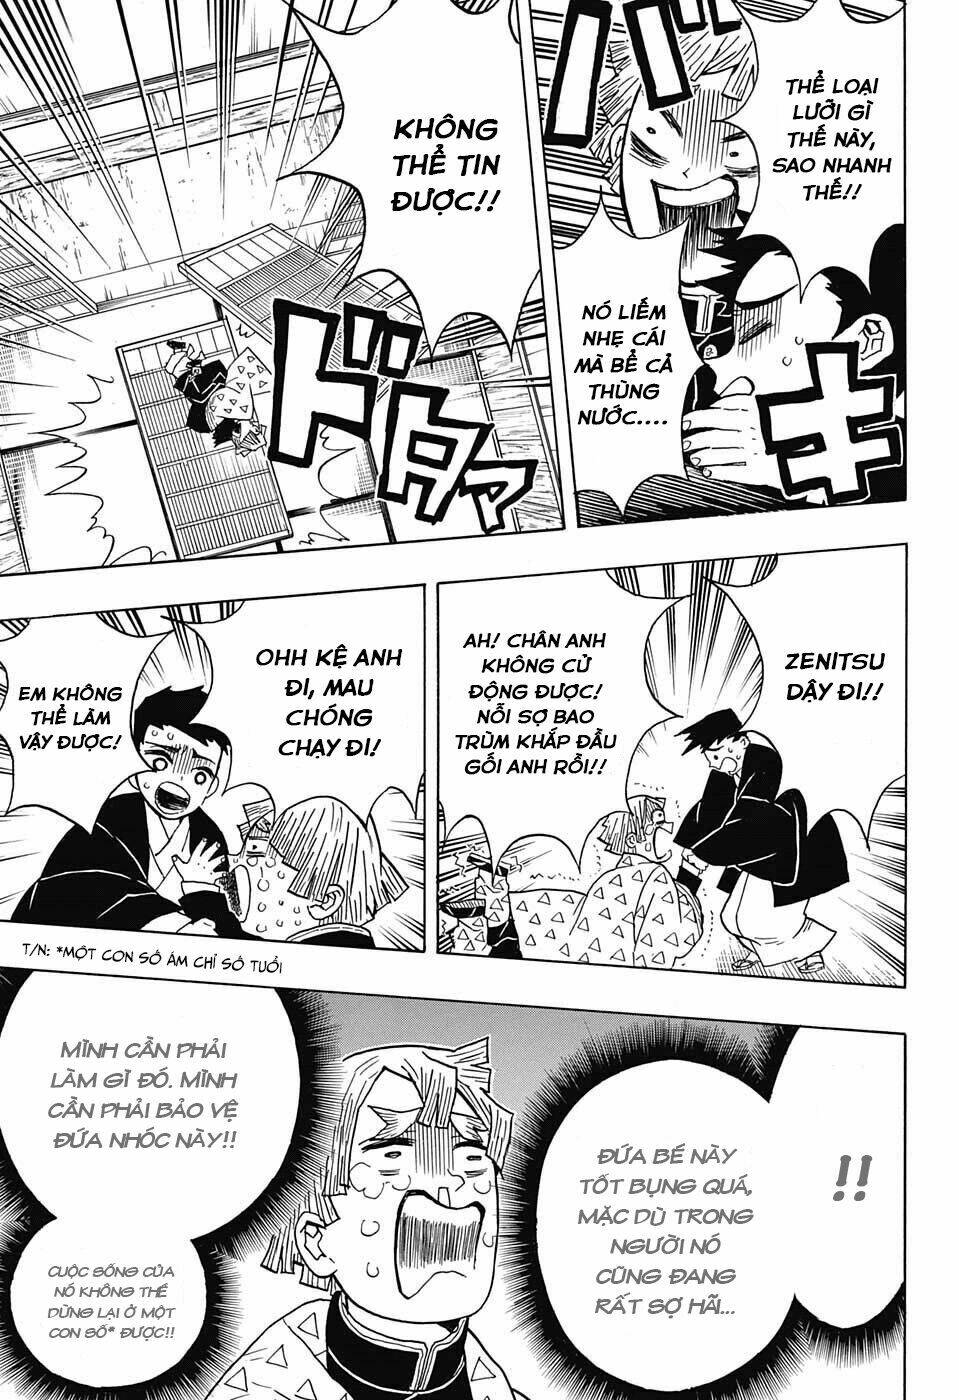 THỂ LOẠI
LƯỠI GÌ
THẾ NÀY,
SAO NHANH
THẾ!!
NÓ LIẾM
NHẸ CÁI
MÀ BỂ CẢ
THÙNG
NƯỚC....
KHÔNG
THỂ TIN
ĐƯỢC!!
ドタタマ
キ
ZENITSU
DẬY ĐI!!
AH! CHÂN ANH
KHÔNG CỬ
ĐỘNG ĐƯỢC!
NỖI SỢ BAO
TRÙM KHẮP ĐẦU
GỐI ANH RỒI!!
OHH KỆ ANH
ĐI, MAU
CHÓNG
CHẠY ĐI!
EM KHÔNG
THỂ LÀM
VẬY ĐƯỢC!
T/N: *MỘT CON SỐ ÁM CHỈ SỐ TUỔI
!!
ĐỨA BÉ NÀY
TỐT BỤNG QUÁ,
MẶC DÙ TRONG
NGƯỜI NÓ
CŨNG ĐANG
RẤT SỢ HÃI...
MÌNH CẦN PHẢI
LÀM GÌ ĐÓ. MÌNH
CẦN PHẢI BẢO VỆ
ĐỨA NHÓC NÀY!!
CUỘC SỐNG CỦA
NÓ KHÔNG THỂ
DỪNG LẠI Ở MỘT
CON SỐ* ĐƯỢC!!